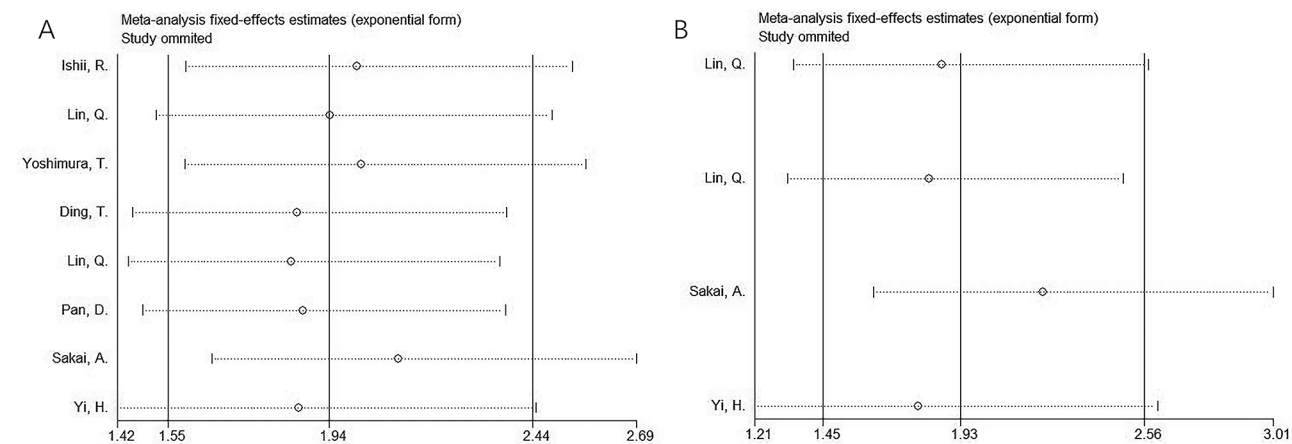 A
Meta-analysis fixed-effects estimates (exponential form)
Study ommited
Ishii, R.
Lin, Q.
Yoshimura, T.
Ding, T.
Lin, Q.
Pan, D.
Sakai, A.
Yi, H.
1.42 1.55 1.94 2.44 2.69
B
Meta-analysis fixed-effects estimates (exponential form)
Study ommited
Lin, Q.
Lin, Q.
Sakai, A.
Yi, H.
1.21 1.45 1.93 2.56 3.01